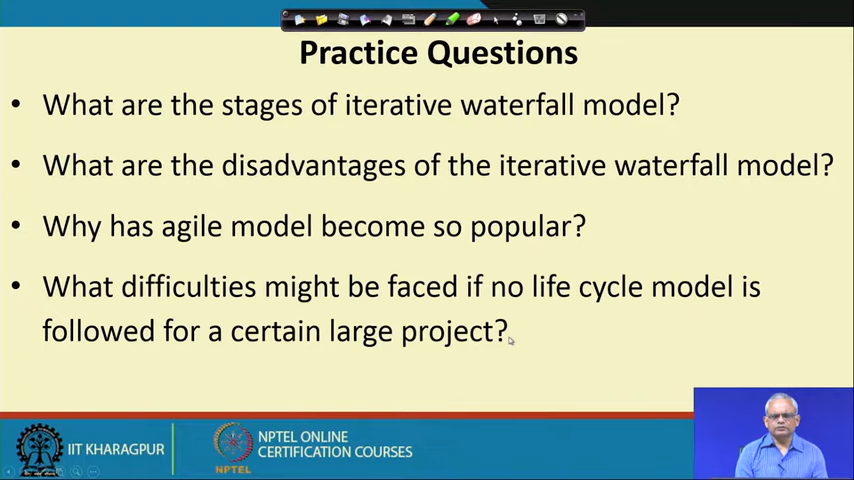 Practice Questions
• What are the stages of iterative waterfall model?
• What are the disadvantages of the iterative waterfall model?
• Why has agile model become so popular?
• What difficulties might be faced if no life cycle model is
followed for a certain large project?
IIT KHARAGPUR
NPTEL
NPTEL ONLINE
CERTIFICATION COURSES